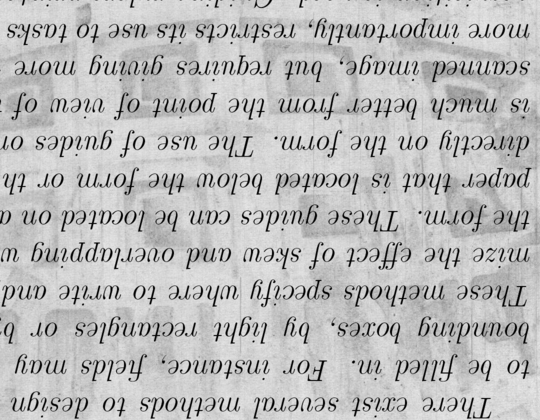 There exist several methods to design
to be filled in. For instance, fields may
bounding boxes, by light rectangles or b
These methods specify where to write and
mize the effect of skew and overlapping w
the form. These guides can be located on a
paper that is located below the form or th
directly on the form. The use of guides on
is much better from the point of view of
scanned image, but requires giving more
more importantly, restricts its use to tasks